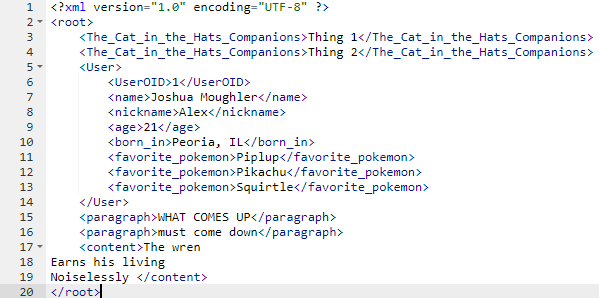 1 <?xml version="1.0" encoding="UTF-8" ?>
2 <root>
3 <The_Cat_in_the_Hats_Companions>Thing 1</The_Cat_in_the_Hats_Companions>
4 <The_Cat_in_the_Hats_Companions>Thing 2</The_Cat_in_the_Hats_Companions>
5 <User>
6 <UserOID>1</UserOID>
7 <name>Joshua Moughler</name>
8 <nickname>Alex</nickname>
9 <age>21</age>
10 <born_in>Peoria, IL</born_in>
11 <favorite_pokemon>Piplup</favorite_pokemon>
12 <favorite_pokemon>Pikachu</favorite_pokemon>
13 <favorite_pokemon>Squirtle</favorite_pokemon>
14 </User>
15 <paragraph>WHAT COMES UP</paragraph>
16 <paragraph>must come down</paragraph>
17 <content>The wren
18 Earns his living
19 Noiselessly </content>
20 </root>